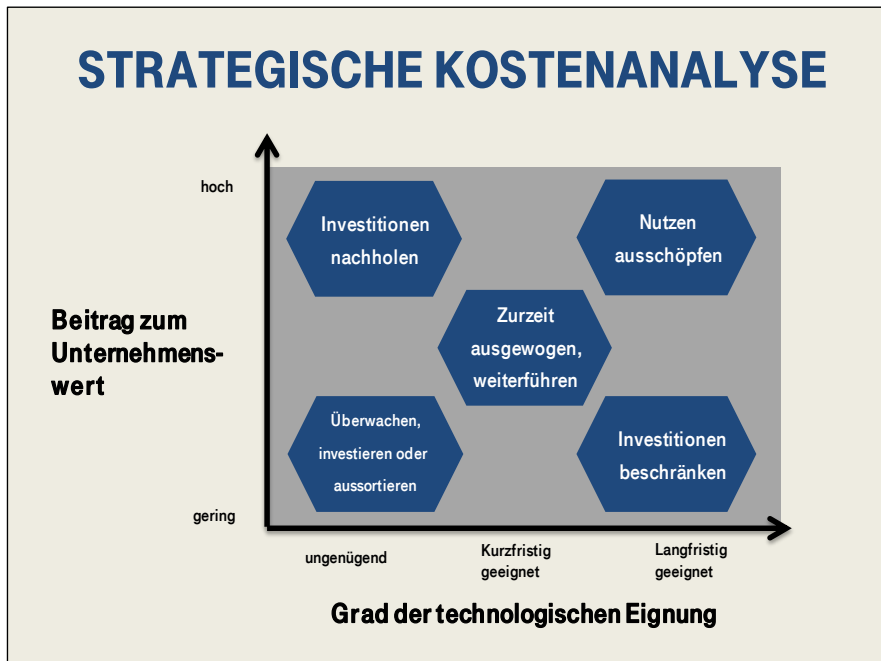 STRATEGISCHE KOSTENANALYSE
hoch
Investitionen
nachholen
Nutzen
ausschöpfen
Beitrag zum
Unternehmens-
wert
Zurzeit
ausgewogen,
weiterführen
Überwachen,
investieren oder
aussortieren
Investitionen
beschränken
gering
ungenügend
Kurzfristig
geeignet
Langfristig
geeignet
Grad der technologischen Eignung